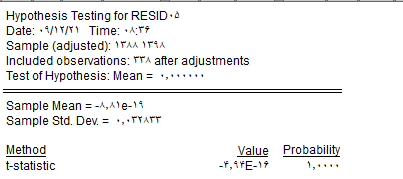 Hypothesis Testing for RESID۰۵
Date: ۰۹/۱۲/۲۱ Time: ۰۸:۳۶
Sample (adjusted): ۱۳۸۸ ۱۳۹۸
Included observations: ۳۳۸ after adjustments
Test of Hypothesis: Mean = ۰,۰۰۰۰۰۰
Sample Mean = -۸,۸۱e-۱۹
Sample Std. Dev. = ۰,۰۳۲۸۳۳
Method Value Probability
t-statistic -۴,۹۴E-۱۶ ۱,۰۰۰۰